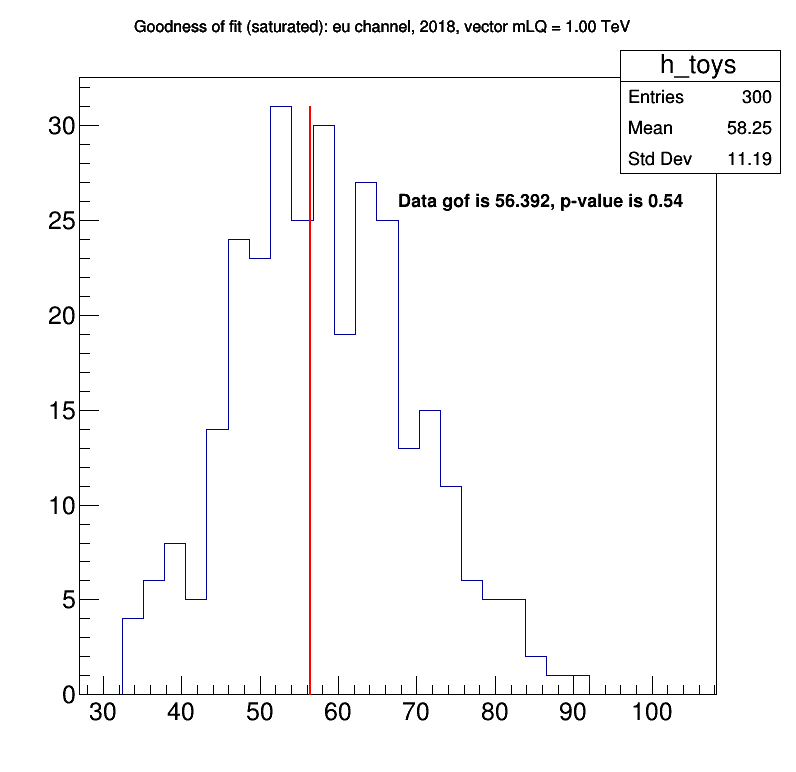 Goodness of fit (saturated): eu channel, 2018, vector mLQ = 1.00 TeV
h_toys
Entries 300
Mean 58.25
Std Dev 11.19
Data gof is 56.392, p-value is 0.54
30
25
20
15
10
5
0
30 40 50 60 70 80 90 100